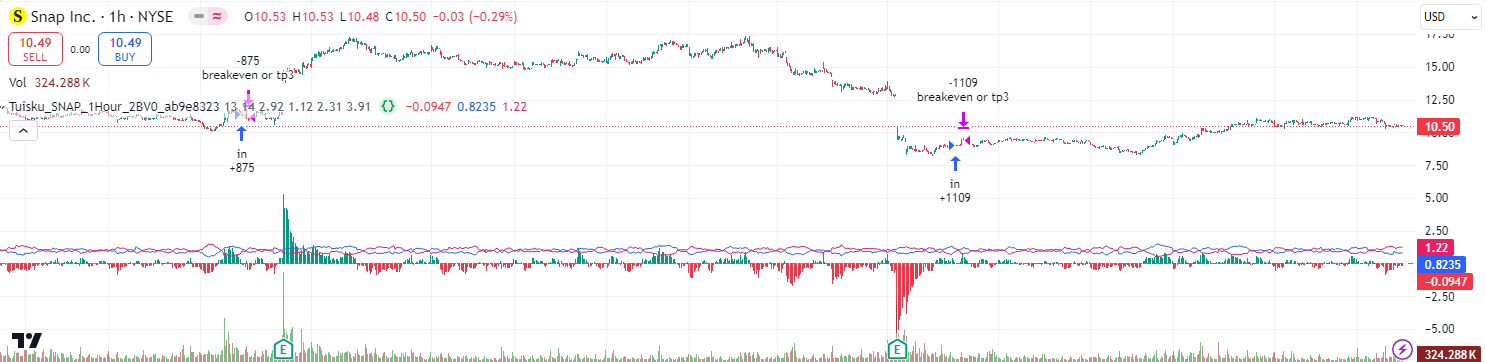 S Snap Inc. · 1h · NYSE O10.53 H10.53 L10.48 C10.50 −0.03 (−0.29%)
USD
10.49 SELL
0.00
10.49 BUY
Vol 324.288 K
Tuisku_SNAP_1Hour_2BV0_ab9e8323 13 14 2.92 1.12 2.31 3.91 {} −0.0947 0.8235 1.22
-875
breakeven or tp3
in
+875
-1109
breakeven or tp3
in
+1109
17.50
15.00
12.50
10.50
10.00
7.50
5.00
2.50
1.22
0.8235
−0.0947
−2.50
−5.00
324.288 K
E
E